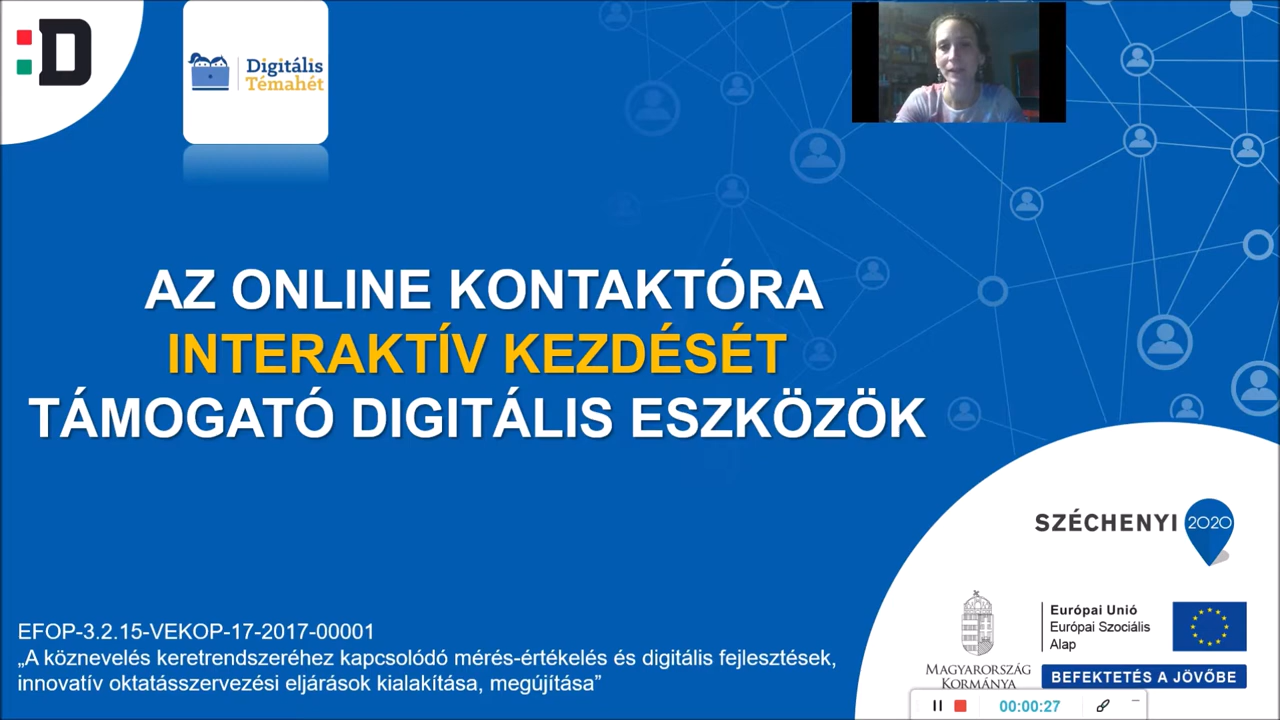 :D
Digitális
Témahét
AZ ONLINE KONTAKTÓRA
INTERAKTÍV KEZDÉSÉT
TÁMOGATÓ DIGITÁLIS ESZKÖZÖK
SZÉCHENYI 2020
EFOP-3.2.15-VEKOP-17-2017-00001
„A köznevelés keretrendszeréhez kapcsolódó mérés-értékelés és digitális fejlesztések,
innovatív oktatásszervezési eljárások kialakítása, megújítása”
MAGYARORSZÁG
KORMÁNYA
Európai Unió
Európai Szociális
Alap
BEFEKTETÉS A JÖVŐBE
00:00:27